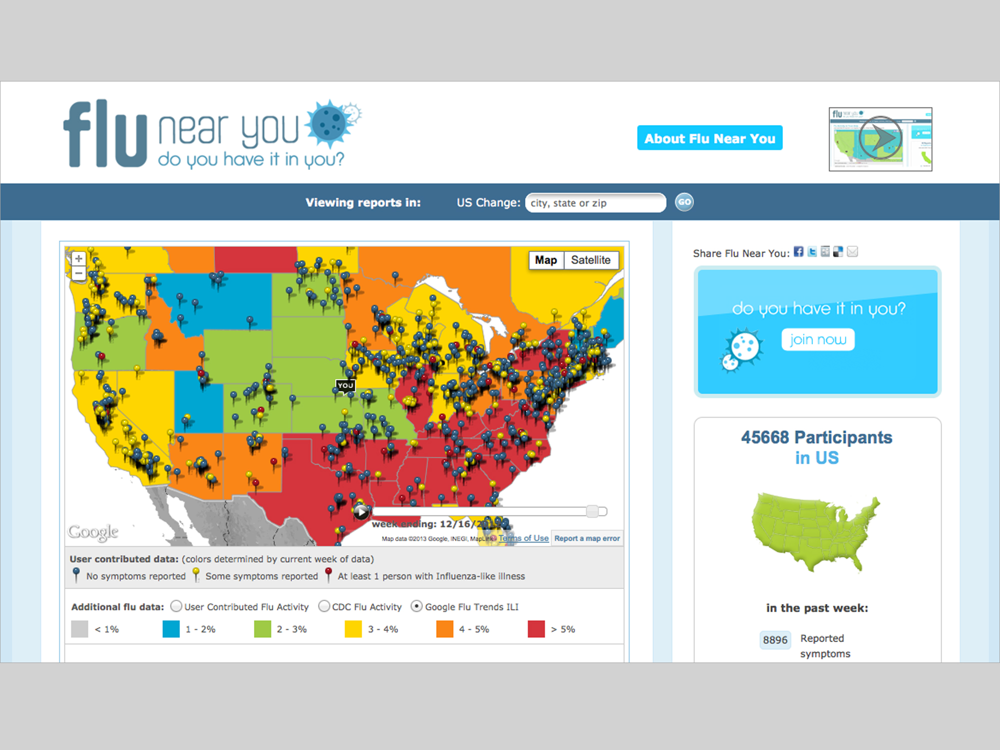 flu near you
do you have it in you?
About Flu Near You
flu near you
Viewing reports in: US Change: city, state or zip GO
Share Flu Near You:
+
−
Map Satellite
do you have it in you?
join now
YOU
45668 Participants
in US
week ending: 12/16/2
Google
Map data ©2013 Google, INEGI, MapLink Terms of Use Report a map error
User contributed data: (colors determined by current week of data)
No symptoms reported Some symptoms reported At least 1 person with Influenza-like illness
Additional flu data: User Contributed Flu Activity CDC Flu Activity Google Flu Trends ILI
< 1% 1 - 2% 2 - 3% 3 - 4% 4 - 5% > 5%
in the past week:
8896 Reported
symptoms